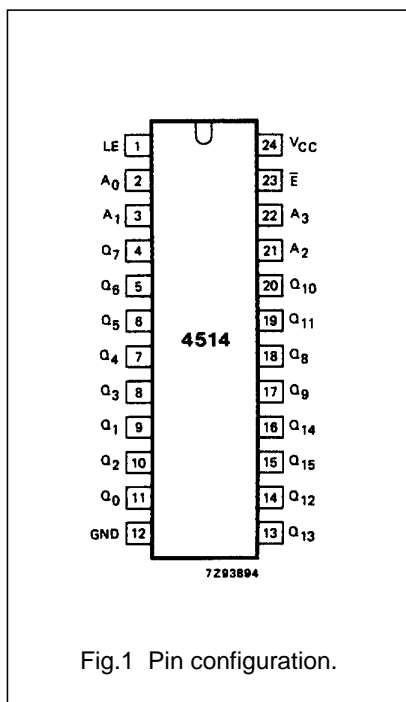 LE 1 24 VCC
A0 2 23 E̅
A1 3 22 A3
Q7 4 21 A2
Q6 5 20 Q10
Q5 6 19 Q11
Q4 7 4514 18 Q8
Q3 8 17 Q9
Q1 9 16 Q14
Q2 10 15 Q15
Q0 11 14 Q12
GND 12 13 Q13
7Z93894
Fig.1 Pin configuration.